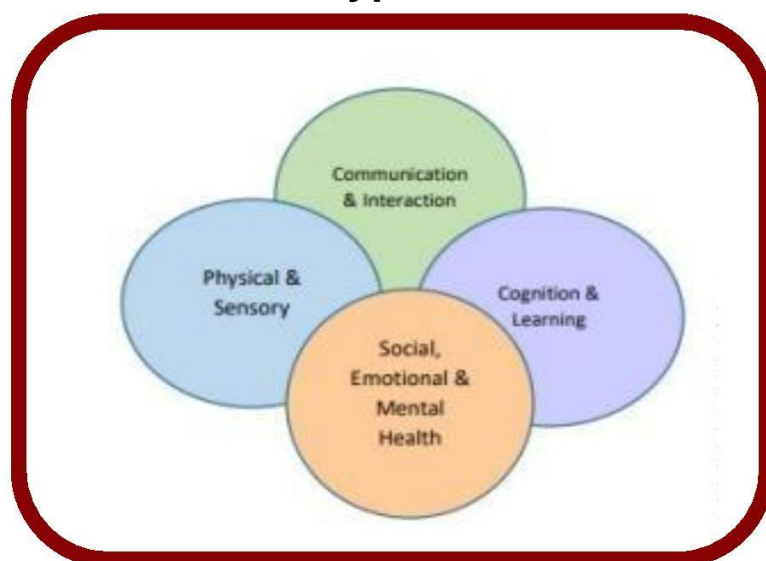 Communication
& Interaction
Physical &
Sensory
Cognition &
Learning
Social,
Emotional &
Mental
Health